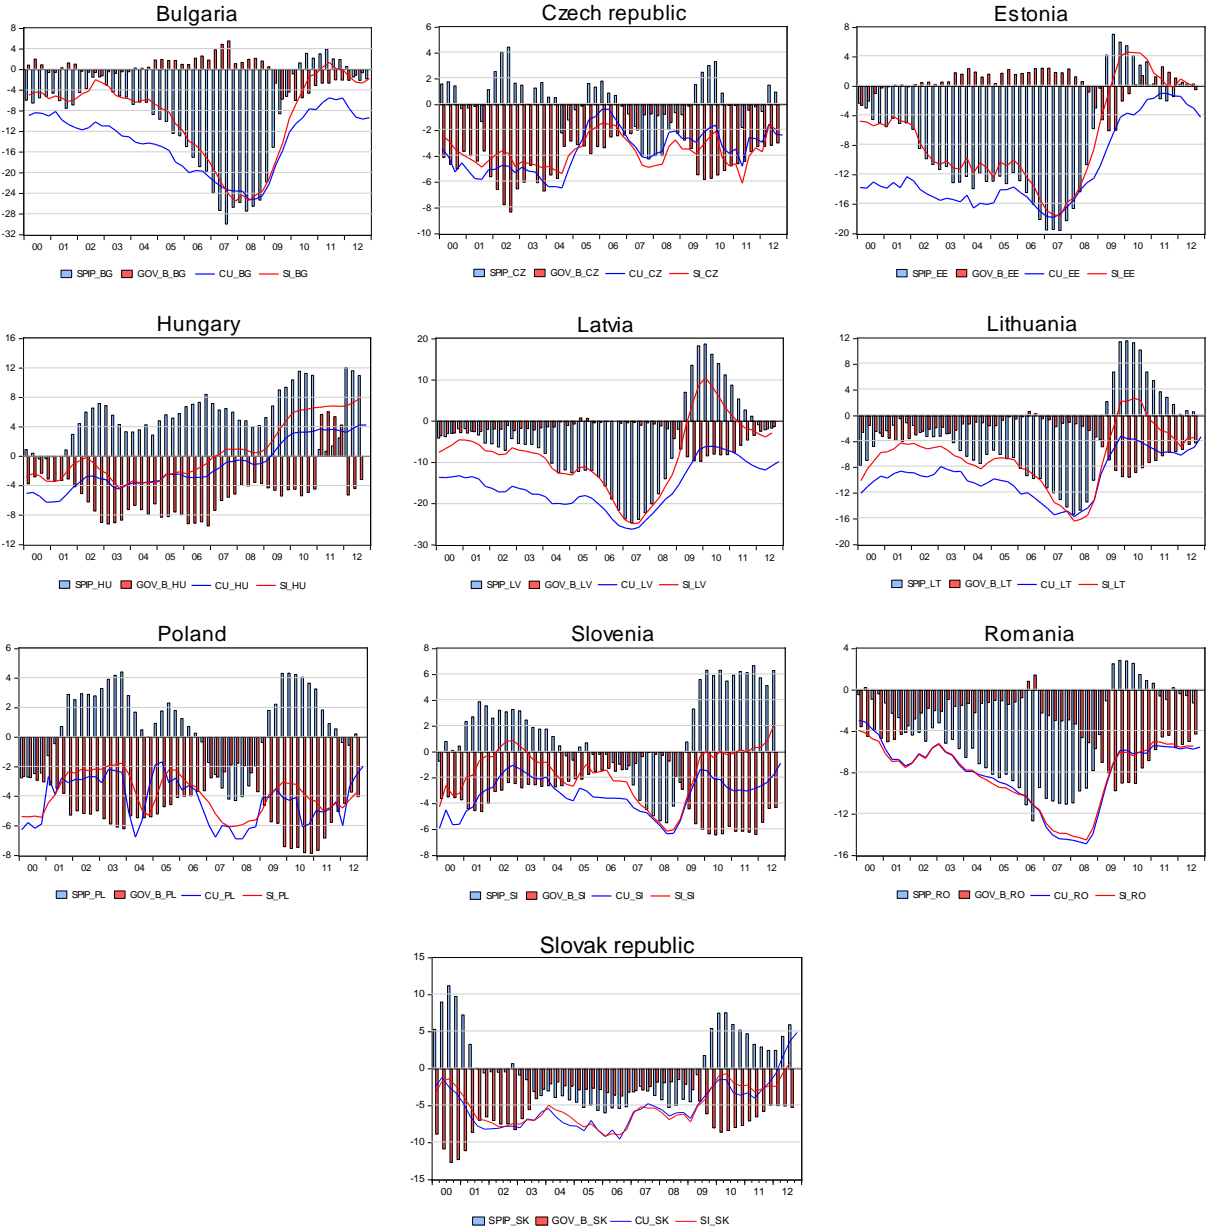 Bulgaria
8
4
0
-4
-8
-12
-16
-20
-24
-28
-32
00 01 02 03 04 05 06 07 08 09 10 11 12
SPIP_BG GOV_B_BG CU_BG SI_BG
Czech republic
6
4
2
0
-2
-4
-6
-8
-10
00 01 02 03 04 05 06 07 08 09 10 11 12
SPIP_CZ GOV_B_CZ CU_CZ SI_CZ
Estonia
8
4
0
-4
-8
-12
-16
-20
00 01 02 03 04 05 06 07 08 09 10 11 12
SPIP_EE GOV_B_EE CU_EE SI_EE
Hungary
16
12
8
4
0
-4
-8
-12
00 01 02 03 04 05 06 07 08 09 10 11 12
SPIP_HU GOV_B_HU CU_HU SI_HU
Latvia
20
10
0
-10
-20
-30
00 01 02 03 04 05 06 07 08 09 10 11 12
SPIP_LV GOV_B_LV CU_LV SI_LV
Lithuania
12
8
4
0
-4
-8
-12
-16
-20
00 01 02 03 04 05 06 07 08 09 10 11 12
SPIP_LT GOV_B_LT CU_LT SI_LT
Poland
6
4
2
0
-2
-4
-6
-8
00 01 02 03 04 05 06 07 08 09 10 11 12
SPIP_PL GOV_B_PL CU_PL SI_PL
Slovenia
8
6
4
2
0
-2
-4
-6
-8
00 01 02 03 04 05 06 07 08 09 10 11 12
SPIP_SI GOV_B_SI CU_SI SI_SI
Romania
4
0
-4
-8
-12
-16
00 01 02 03 04 05 06 07 08 09 10 11 12
SPIP_RO GOV_B_RO CU_RO SI_RO
Slovak republic
15
10
5
0
-5
-10
-15
00 01 02 03 04 05 06 07 08 09 10 11 12
SPIP_SK GOV_B_SK CU_SK SI_SK